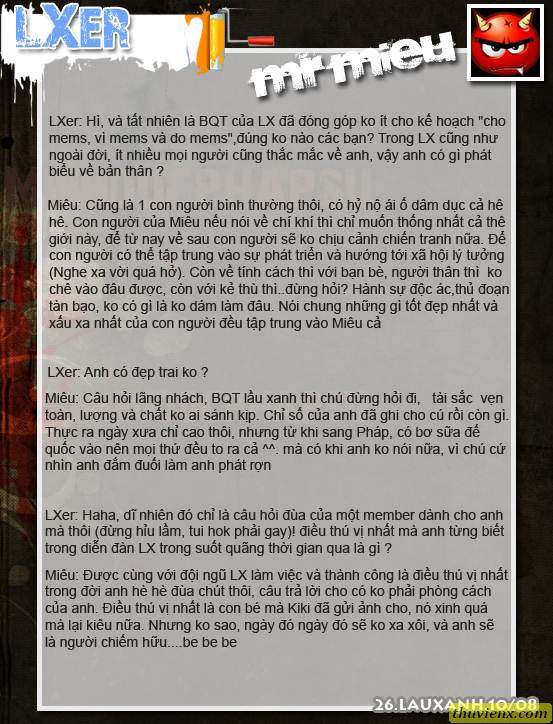 LXER
mr mieu
LXer: Hì, và tất nhiên là BQT của LX đã đóng góp ko ít cho kế hoạch "cho
mems, vì mems và do mems",đúng ko nào các bạn? Trong LX cũng như
ngoài đời, ít nhiều mọi người cũng thắc mắc về anh, vậy anh có gì phát
biểu về bản thân ?
Miêu: Cũng là 1 con người bình thường thôi, có hỷ nộ ái ố dâm dục cả hê
hê. Con người của Miêu nếu nói về chí khí thì chỉ muốn thống nhất cả thê
giới này, để từ nay về sau con người sẽ ko chịu cảnh chiến tranh nữa. Để
con người có thể tập trung vào sự phát triển và hướng tới xã hội lý tưởng
(Nghe xa vời quá hở). Còn về tính cách thì với bạn bè, người thân thì ko
chê vào đâu được, còn với kẻ thù thì..đừng hỏi? Hành sự độc ác,thủ đoạn
tàn bạo, ko có gì là ko dám làm đâu. Nói chung những gì tốt đẹp nhất và
xấu xa nhất của con người đều tập trung vào Miêu cả
LXer: Anh có đẹp trai ko ?
Miêu: Câu hỏi lãng nhách, BQT lầu xanh thì chú đừng hỏi đi, tài sắc vẹn
toàn, lượng và chất ko ai sánh kịp. Chỉ số của anh đã ghi cho cú rồi còn gì.
Thực ra ngày xưa chỉ cao thôi, nhưng từ khi sang Pháp, có bơ sữa đế
quốc vào nên mọi thứ đều to ra cả ^^. mà có khi anh ko nói nữa, vì chú cứ
nhìn anh đắm đuối làm anh phát rợn
LXer: Haha, dĩ nhiên đó chỉ là câu hỏi đùa của một member dành cho anh
mà thôi (đừng hỉu lầm, tui hok phải gay)! điều thú vị nhất mà anh từng biết
trong diễn đàn LX trong suốt quãng thời gian qua là gì ?
Miêu: Được cùng với đội ngũ LX làm việc và thành công là điều thú vị nhất
trong đời anh hè hè đùa chút thôi, câu trả lời cho có ko phải phòng cách
của anh. Điều thú vị nhất là con bé mà Kiki đã gửi ảnh cho, nó xinh quá
mà lại kiêu nữa. Nhưng ko sao, ngày đó ngày đó sẽ ko xa xôi, và anh sẽ
là người chiếm hữu....be be be
26.LAUXANH.10/08
thuvienx.com